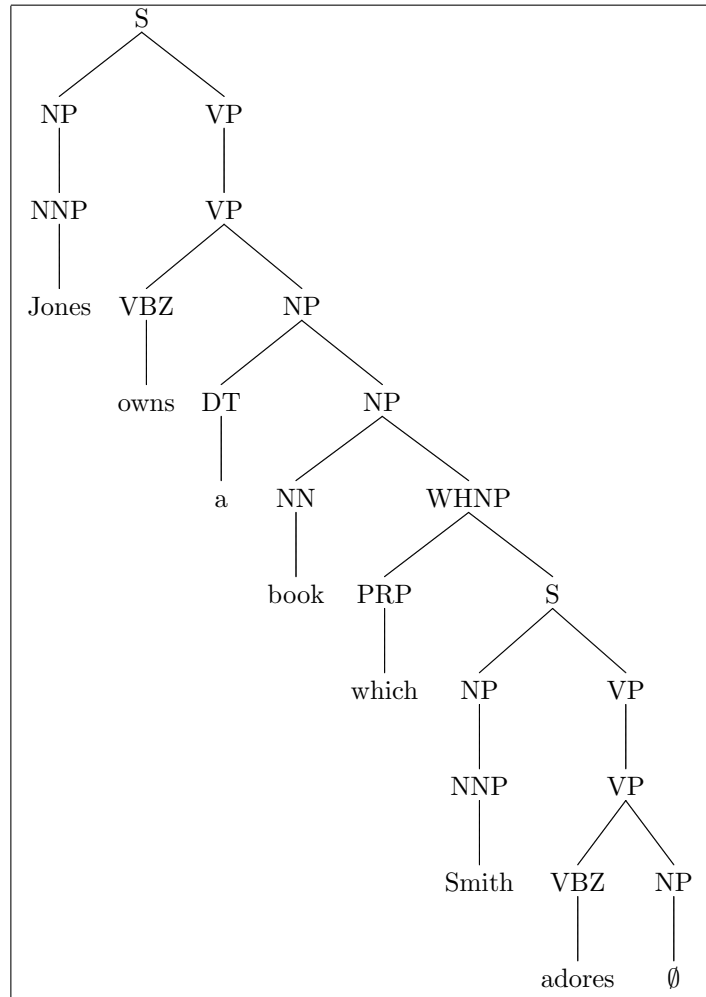 S
NP VP
NNP VP
Jones VBZ NP
owns DT NP
a NN WHNP
book PRP S
which NP VP
NNP VP
Smith VBZ NP
adores ∅